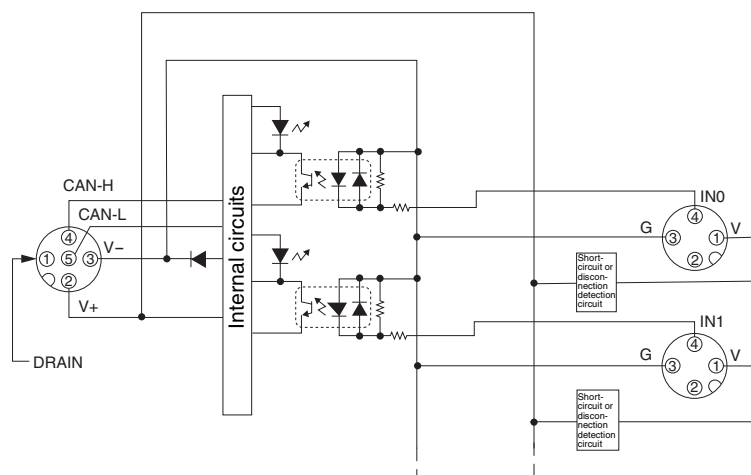 CAN-H
CAN-L
V−
V+
DRAIN
1
2
3
4
5
Internal circuits
IN0
G
V
4
3
1
2
Short-
circuit or
discon-
nection
detection
circuit
IN1
G
V
4
3
1
2
Short-
circuit or
discon-
nection
detection
circuit